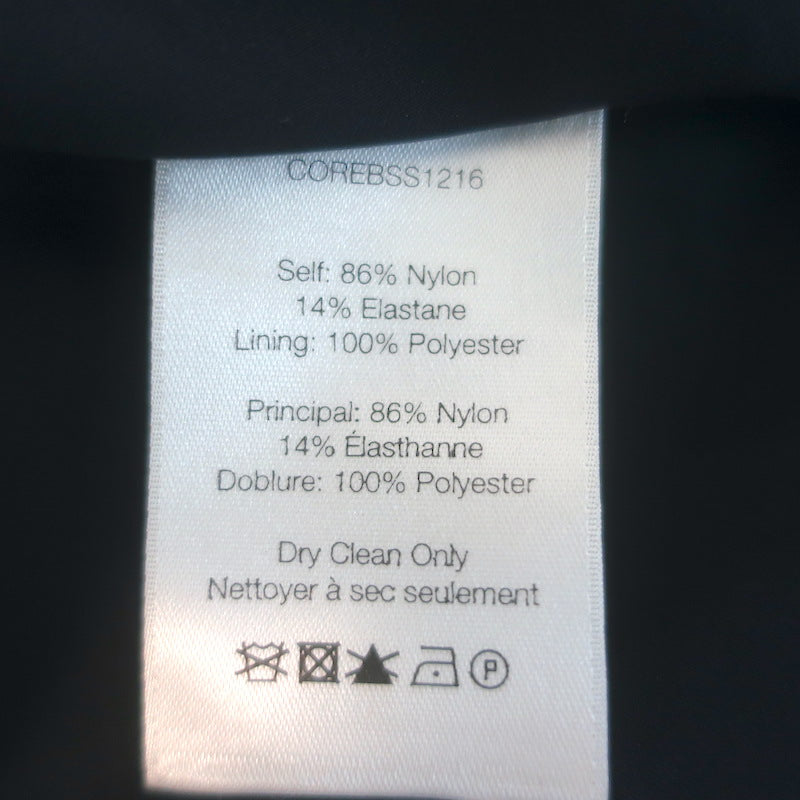 COREBSS1216
Self: 86% Nylon
14% Elastane
Lining: 100% Polyester
Principal: 86% Nylon
14% Élasthanne
Doblure: 100% Polyester
Dry Clean Only
Nettoyer à sec seulement
P